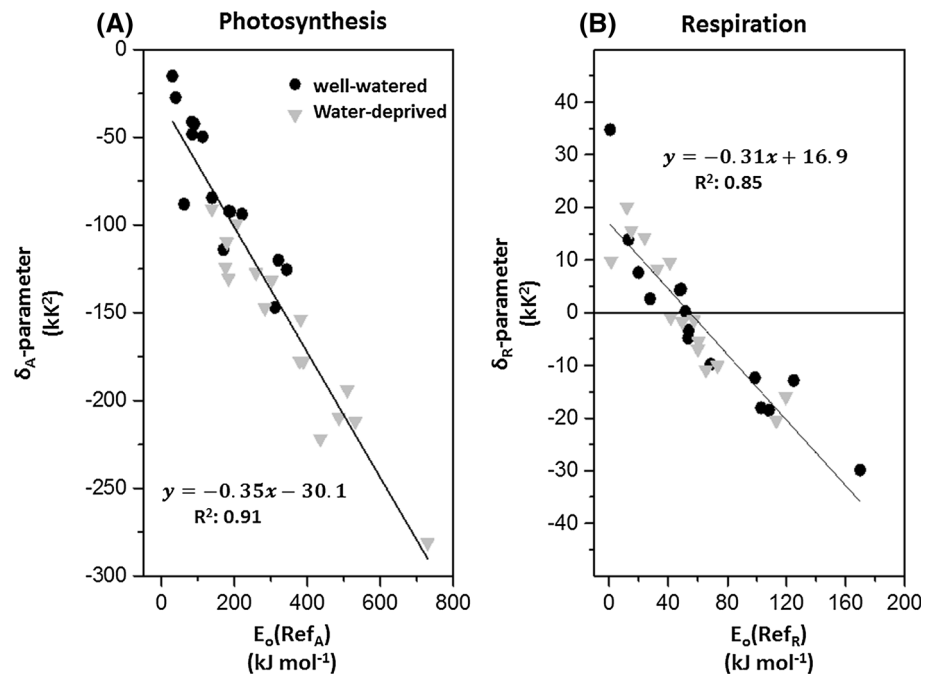 (A) Photosynthesis
0
-50
-100
-150
-200
-250
-300
δA-parameter
(kK²)
well-watered
Water-deprived
y = −0.35x − 30.1
R²: 0.91
0 200 400 600 800
Eo(RefA)
(kJ mol⁻¹)
(B) Respiration
40
30
20
10
0
-10
-20
-30
-40
δR-parameter
(kK²)
y = −0.31x + 16.9
R²: 0.85
0 40 80 120 160 200
Eo(RefR)
(kJ mol⁻¹)